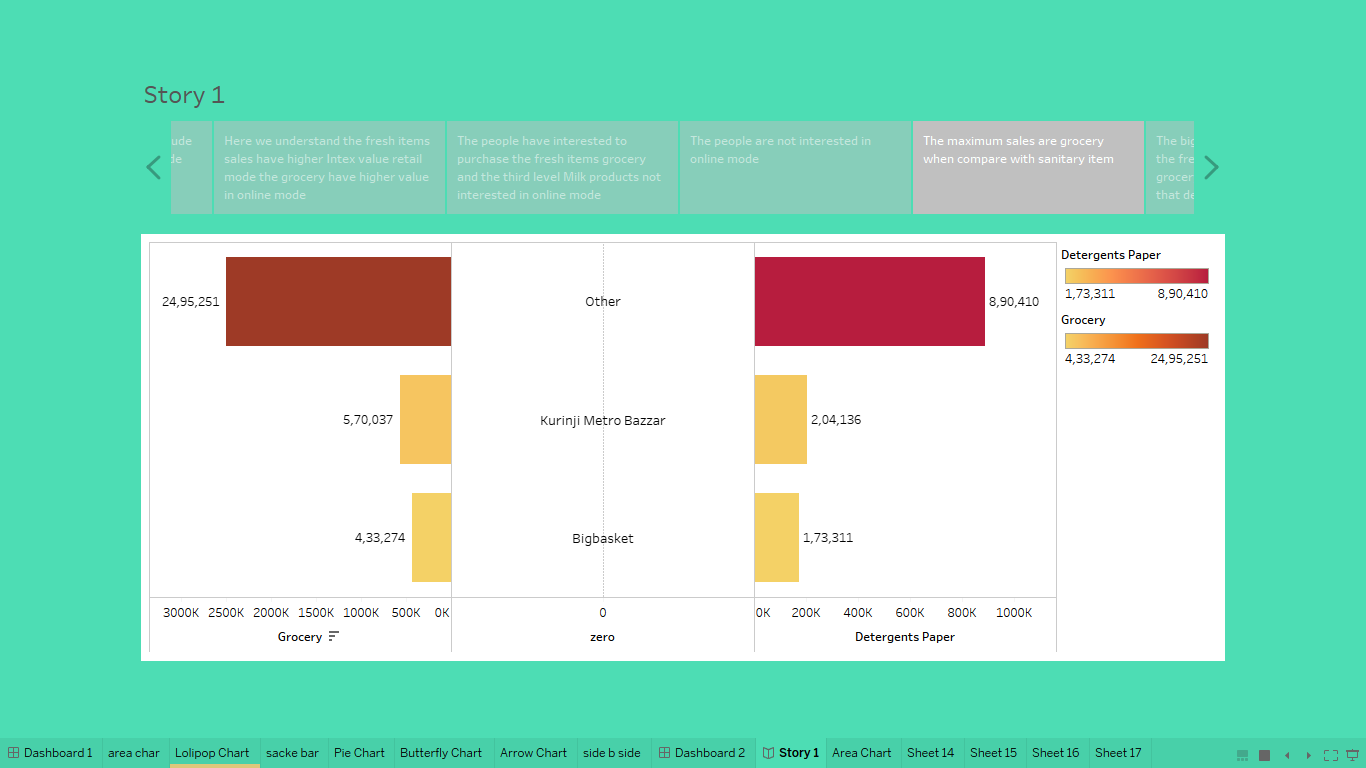 Story 1
ude
de
Here we understand the fresh items
sales have higher Intex value retail
mode the grocery have higher value
in online mode
The people have interested to
purchase the fresh items grocery
and the third level Milk products not
interested in online mode
The people are not interested in
online mode
The maximum sales are grocery
when compare with sanitary item
The big
the fre
grocer
that de
24,95,251
Other
8,90,410
5,70,037
Kurinji Metro Bazzar
2,04,136
4,33,274
Bigbasket
1,73,311
3000K 2500K 2000K 1500K 1000K 500K 0K
0
0K 200K 400K 600K 800K 1000K
Grocery
zero
Detergents Paper
Detergents Paper
1,73,311 8,90,410
Grocery
4,33,274 24,95,251
Dashboard 1 area char Lolipop Chart sacke bar Pie Chart Butterfly Chart Arrow Chart side b side Dashboard 2 Story 1 Area Chart Sheet 14 Sheet 15 Sheet 16 Sheet 17